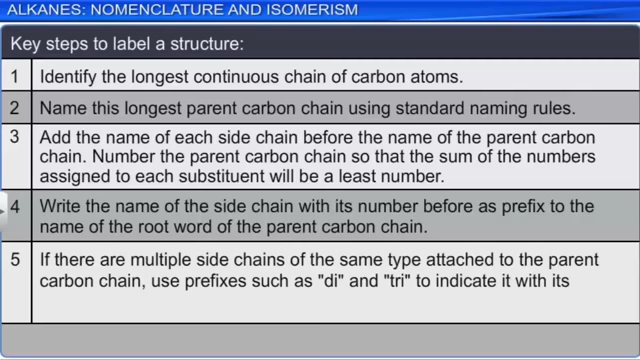 ALKANES: NOMENCLATURE AND ISOMERISM
Key steps to label a structure:
1 Identify the longest continuous chain of carbon atoms.
2 Name this longest parent carbon chain using standard naming rules.
3 Add the name of each side chain before the name of the parent carbon
chain. Number the parent carbon chain so that the sum of the numbers
assigned to each substituent will be a least number.
4 Write the name of the side chain with its number before as prefix to the
name of the root word of the parent carbon chain.
5 If there are multiple side chains of the same type attached to the parent
carbon chain, use prefixes such as "di" and "tri" to indicate it with its